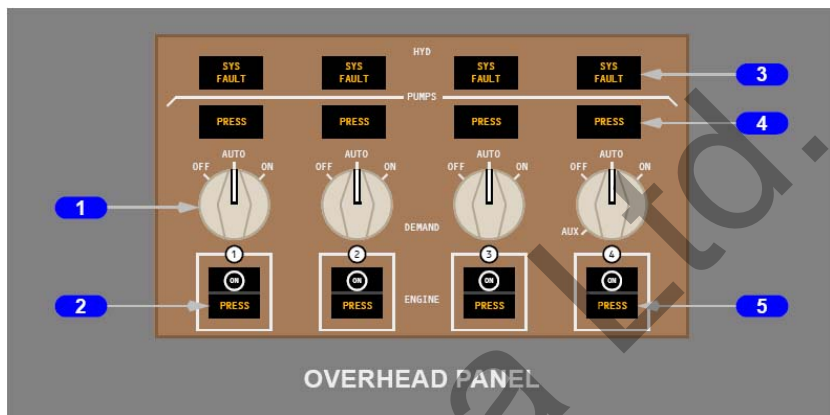 HYD
SYS FAULT SYS FAULT SYS FAULT SYS FAULT 3
PUMPS
PRESS PRESS PRESS PRESS 4
OFF AUTO ON OFF AUTO ON OFF AUTO ON OFF AUTO ON
1
DEMAND AUX
1 2 3 4
ON ON ON ON
2 PRESS PRESS ENGINE PRESS PRESS 5
OVERHEAD PANEL
a Ltd.